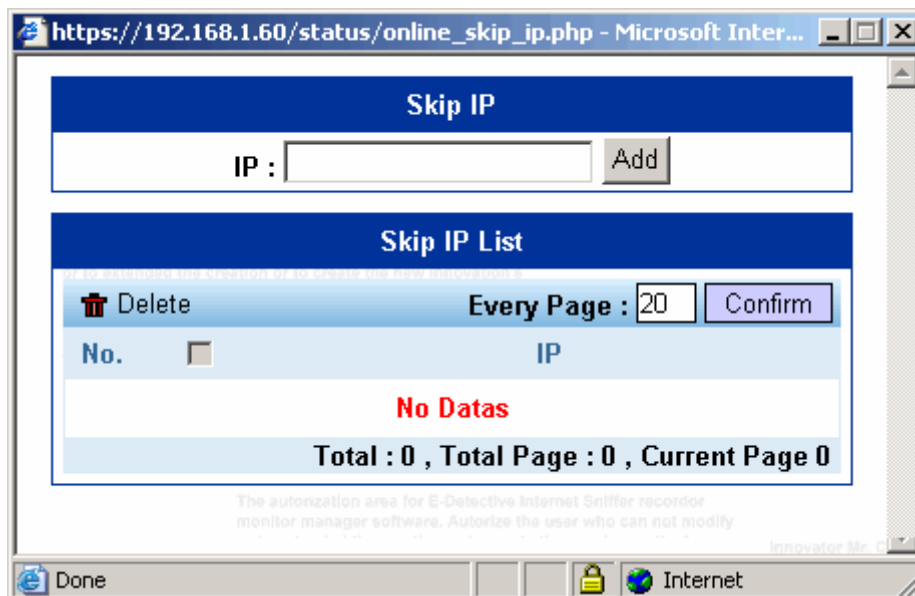 https://192.168.1.60/status/online_skip_ip.php - Microsoft Inter...
Skip IP
IP : Add
Skip IP List
or to extended the creation or to create the new innovation's
Delete Every Page : 20 Confirm
No. IP
No Datas
Total : 0 , Total Page : 0 , Current Page 0
The autorization area for E-Detective Internet Sniffer recordor
monitor manager software. Autorize the user who can not modify
Innovator Mr. C
Done Internet